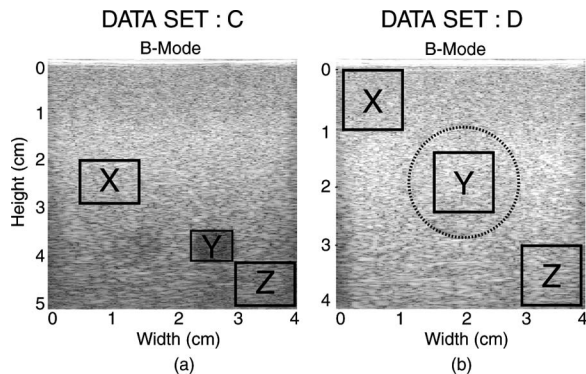 DATA SET : C
B-Mode
0
1
2
3
4
5
Height (cm)
X
Y
Z
0 1 2 3 4
Width (cm)
(a)
DATA SET : D
B-Mode
0
1
2
3
4
X
Y
Z
0 1 2 3 4
Width (cm)
(b)